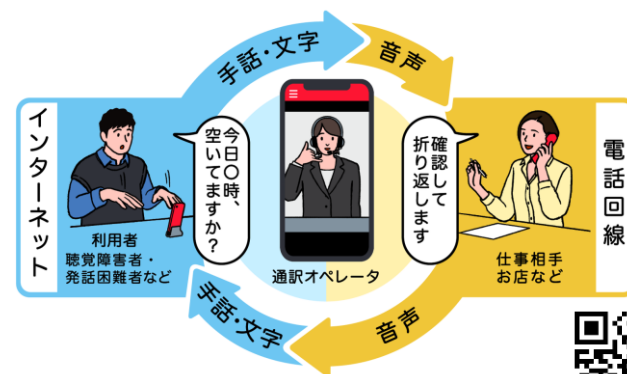 手話・文字
音声
インターネット
今日〇時、
空いてますか？
利用者
聴覚障害者・
発話困難者など
通訳オペレータ
確認して
折り返します
仕事相手
お店など
電話回線
音声
手話・文字